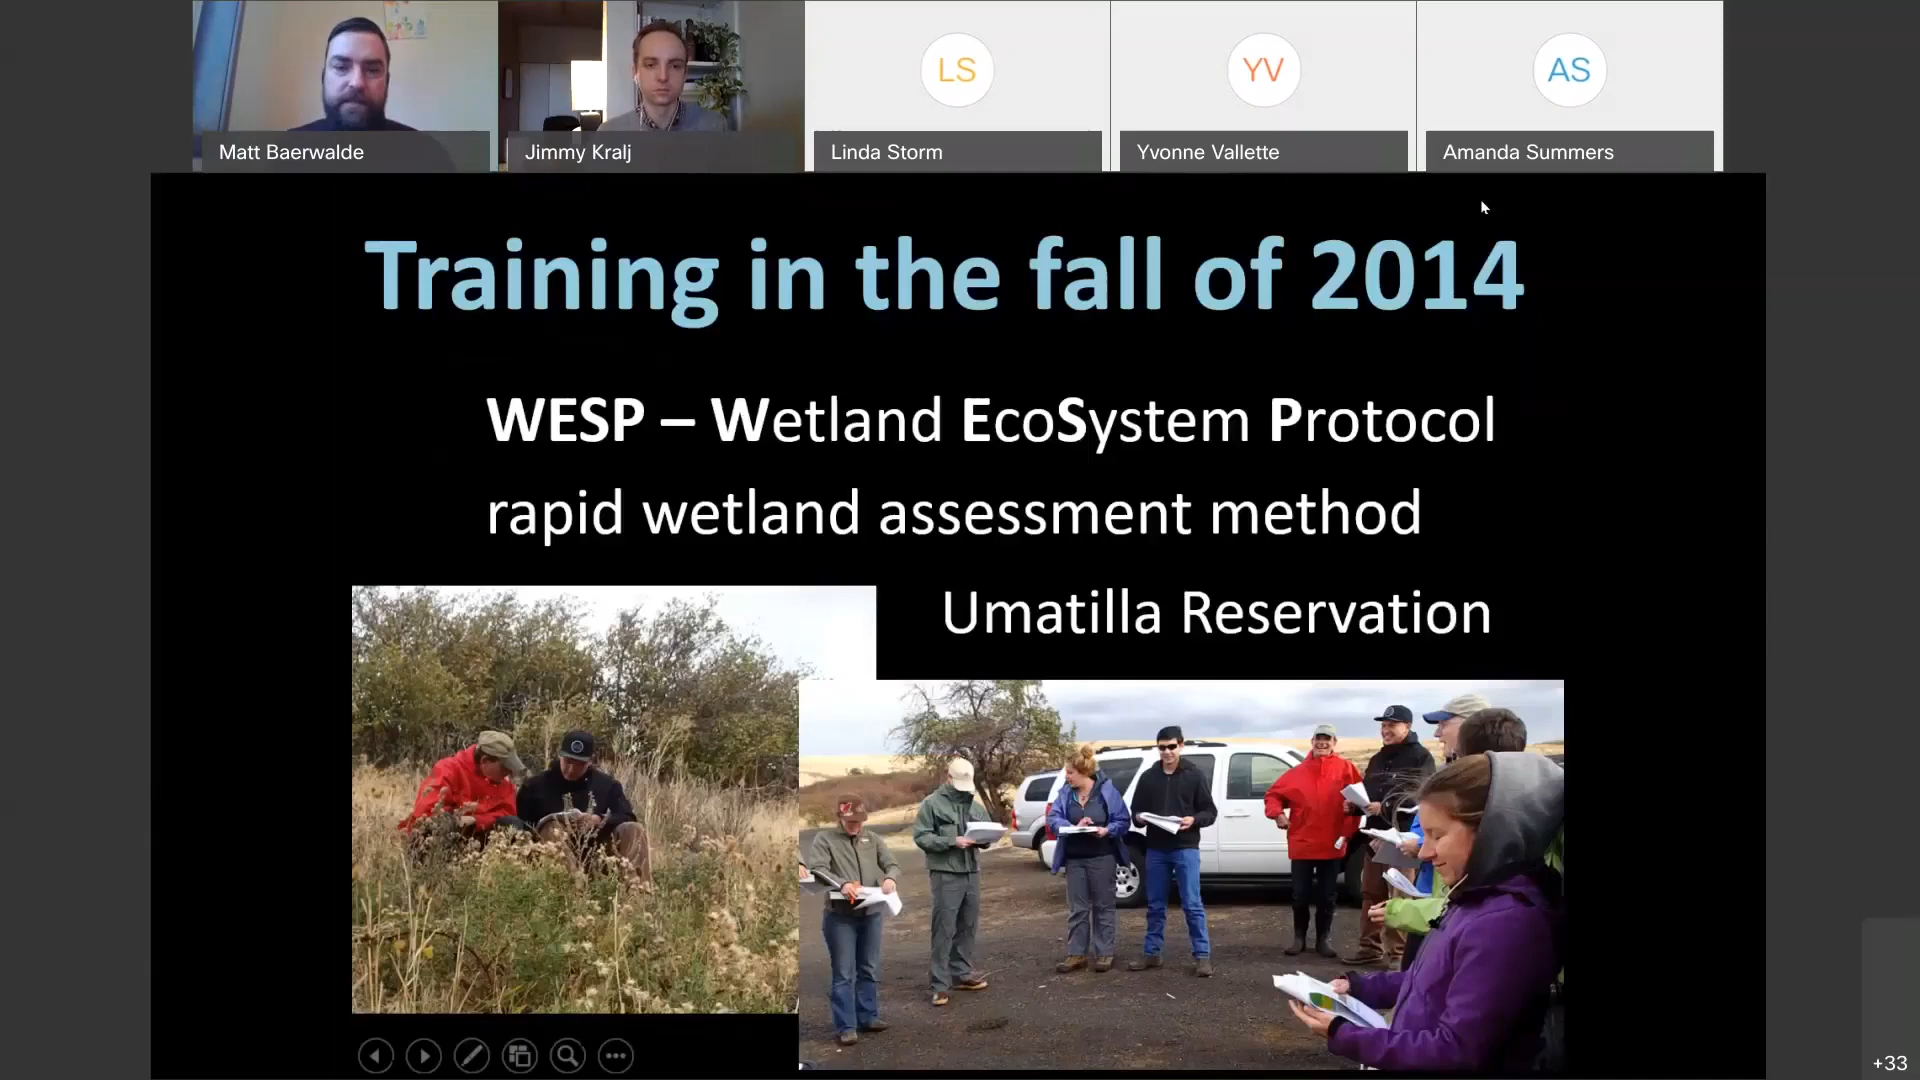 LS
YV
AS
Matt Baerwalde
Jimmy Kralj
Linda Storm
Yvonne Vallette
Amanda Summers
Training in the fall of 2014
WESP – Wetland EcoSystem Protocol
rapid wetland assessment method
Umatilla Reservation
+33